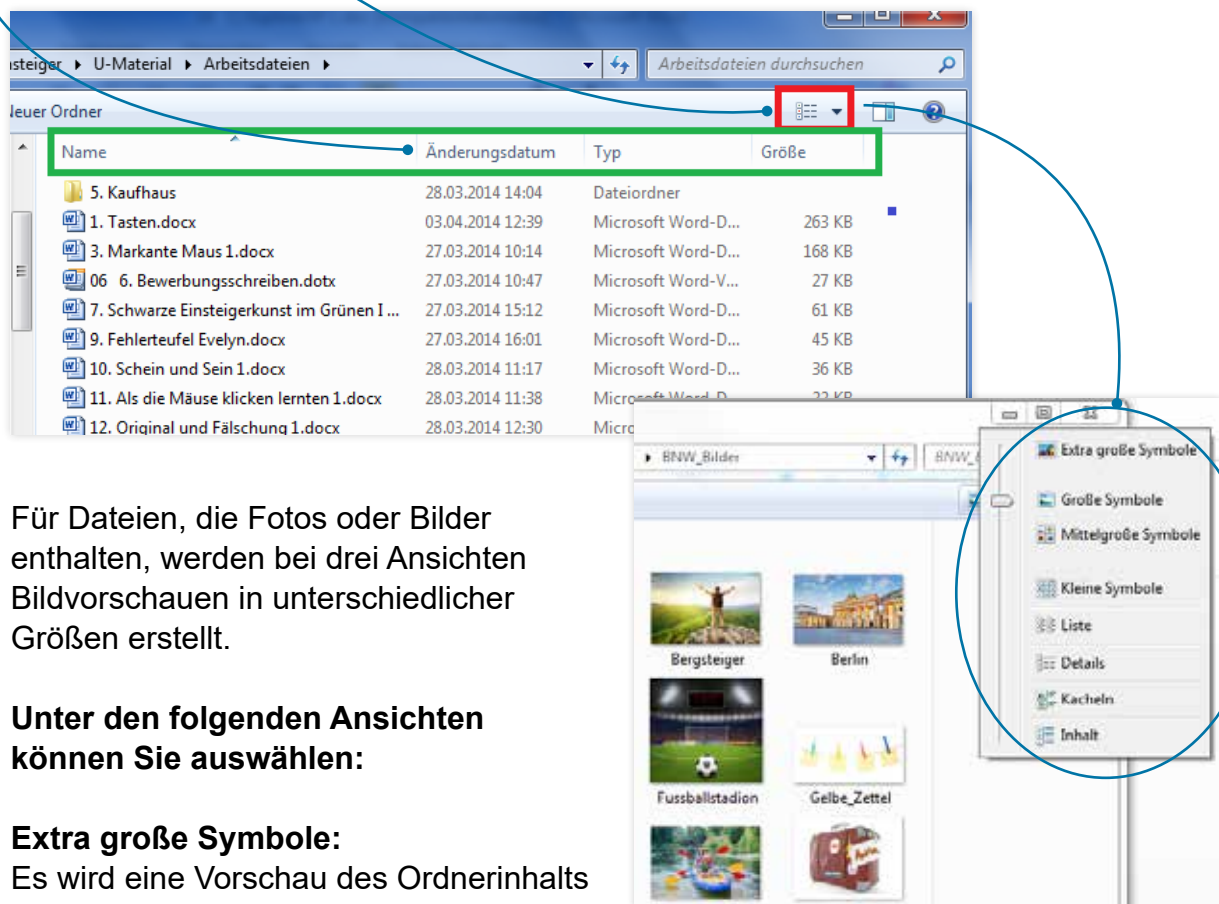 nsteiger ▸ U-Material ▸ Arbeitsdateien ▸ Arbeitsdateien durchsuchen
Neuer Ordner
Name Änderungsdatum Typ Größe
5. Kaufhaus 28.03.2014 14:04 Dateiordner
1. Tasten.docx 03.04.2014 12:39 Microsoft Word-D... 263 KB
3. Markante Maus 1.docx 27.03.2014 10:14 Microsoft Word-D... 168 KB
06 6. Bewerbungsschreiben.dotx 27.03.2014 10:47 Microsoft Word-V... 27 KB
7. Schwarze Einsteigerkunst im Grünen I ... 27.03.2014 15:12 Microsoft Word-D... 61 KB
9. Fehlerteufel Evelyn.docx 27.03.2014 16:01 Microsoft Word-D... 45 KB
10. Schein und Sein 1.docx 28.03.2014 11:17 Microsoft Word-D... 36 KB
11. Als die Mäuse klicken lernten 1.docx 28.03.2014 11:38
12. Original und Fälschung 1.docx 28.03.2014 12:30
▸ BNW_Bilder
Extra große Symbole
Große Symbole
Mittelgroße Symbole
Kleine Symbole
Liste
Details
Kacheln
Inhalt
Bergsteiger Berlin
Fussballstadion Gelbe_Zettel
Für Dateien, die Fotos oder Bilder
enthalten, werden bei drei Ansichten
Bildvorschauen in unterschiedlicher
Größen erstellt.
Unter den folgenden Ansichten
können Sie auswählen:
Extra große Symbole:
Es wird eine Vorschau des Ordnerinhalts